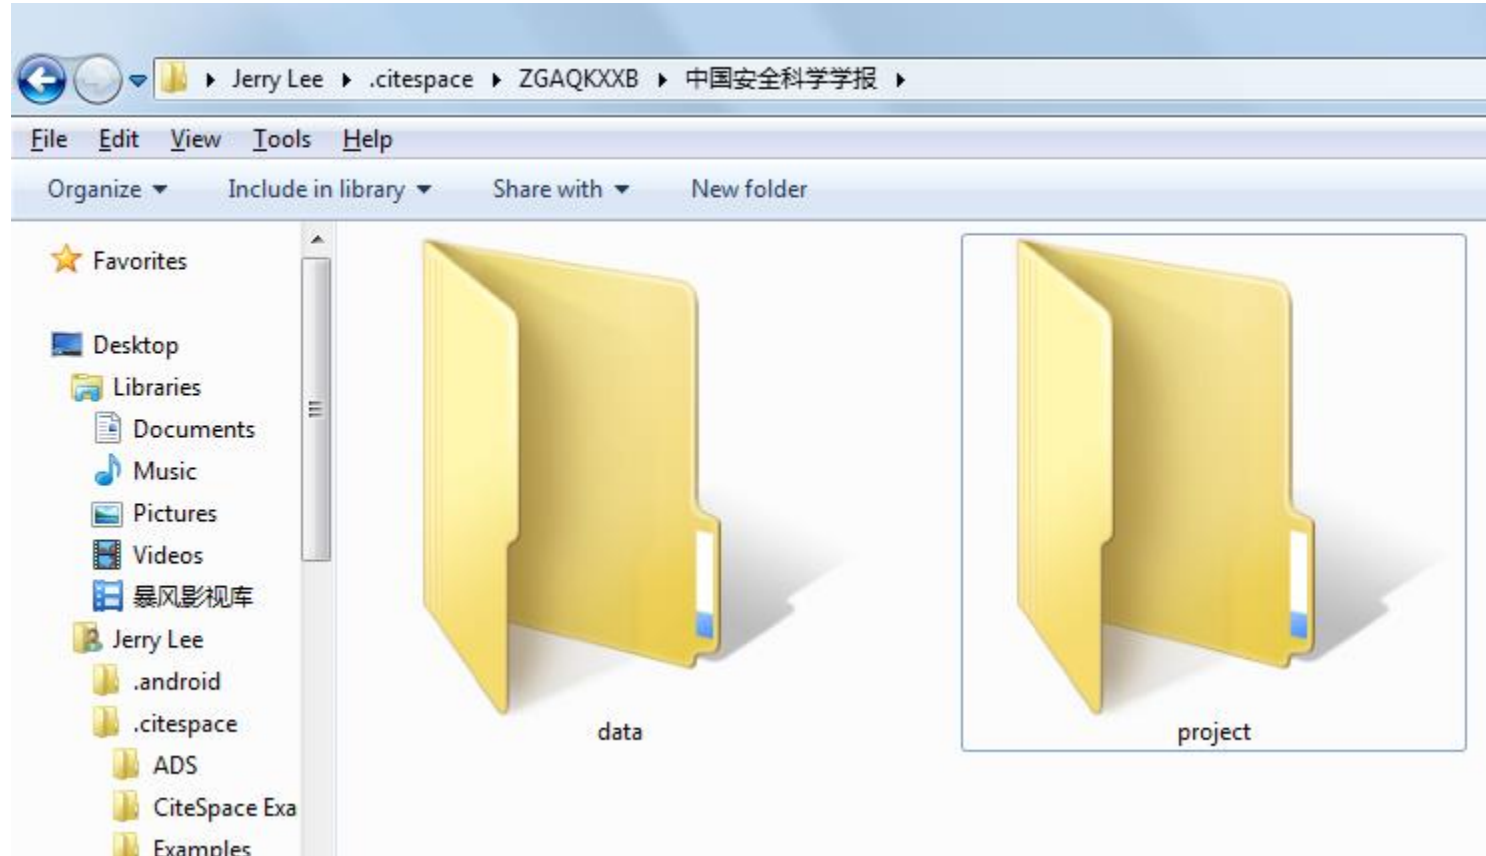 Jerry Lee .citespace ZGAQKXXB 中国安全科学学报
File Edit View Tools Help
Organize Include in library Share with New folder
Favorites
Desktop
Libraries
Documents
Music
Pictures
Videos
暴风影视库
Jerry Lee
.android
.citespace
ADS
CiteSpace Exa
Examples
data
project